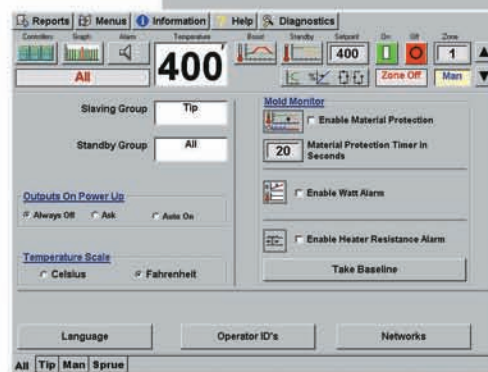 Reports Menus Information Help Diagnostics
Controllers Graph Alarm Temperature Boost Standby Setpoint On Off Zone
400 400 1
All Zone Off Man
Slaving Group Tip
Standby Group All
Outputs On Power Up
Always Off Ask Auto On
Temperature Scale
Celsius Fahrenheit
Mold Monitor
Enable Material Protection
20 Material Protection Timer in
Seconds
Enable Watt Alarm
Enable Heater Resistance Alarm
Take Baseline
Language Operator ID's Networks
All Tip Man Sprue